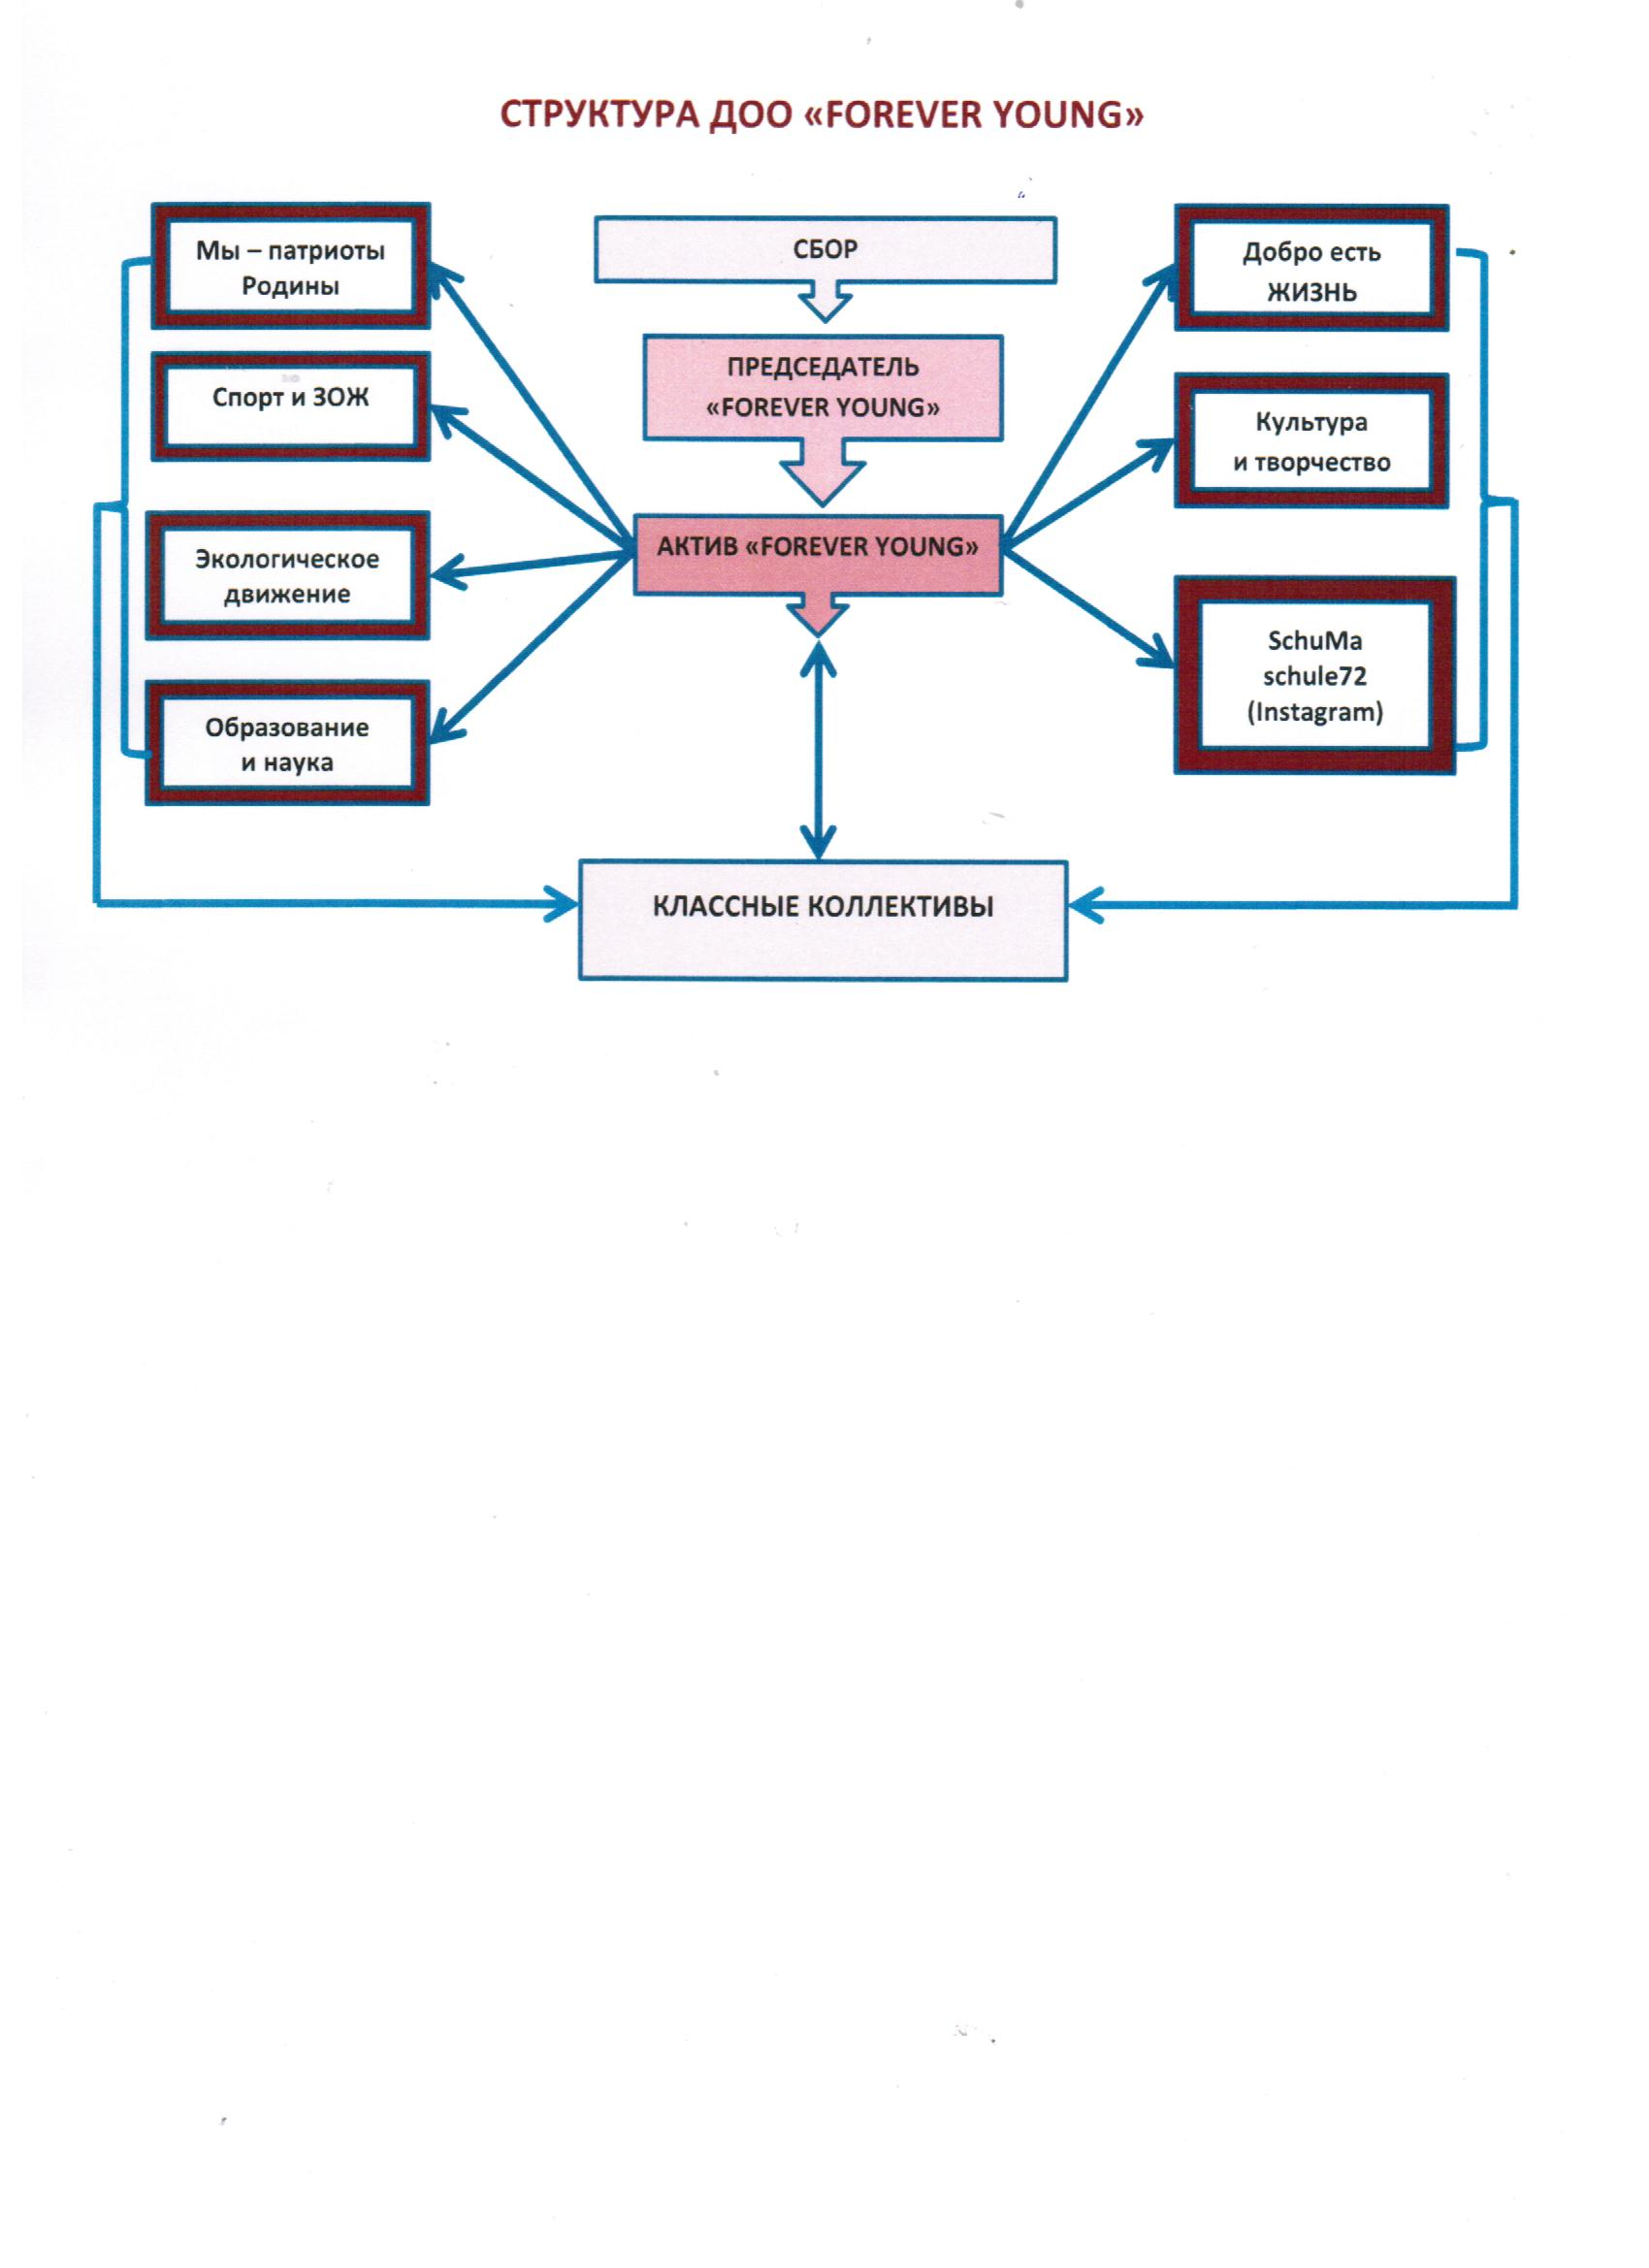 СТРУКТУРА ДОО «FOREVER YOUNG»
Мы – патриоты
Родины
Спорт и ЗОЖ
Экологическое
движение
Образование
и наука
СБОР
ПРЕДСЕДАТЕЛЬ
«FOREVER YOUNG»
АКТИВ «FOREVER YOUNG»
Добро есть
ЖИЗНЬ
Культура
и творчество
SchuMa
schule72
(Instagram)
КЛАССНЫЕ КОЛЛЕКТИВЫ